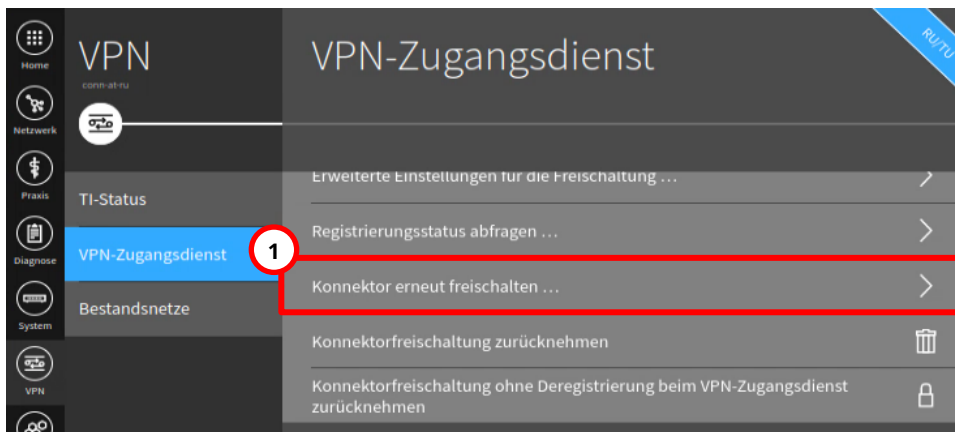 Home
Netzwerk
Praxis
Diagnose
System
VPN
VPN
conn-at-ru
TI-Status
VPN-Zugangsdienst
Bestandsnetze
VPN-Zugangsdienst
RU/TU
Erweiterte Einstellungen für die Freischaltung ...
Registrierungsstatus abfragen ...
1
Konnektor erneut freischalten ...
Konnektorfreischaltung zurücknehmen
Konnektorfreischaltung ohne Deregistrierung beim VPN-Zugangsdienst
zurücknehmen